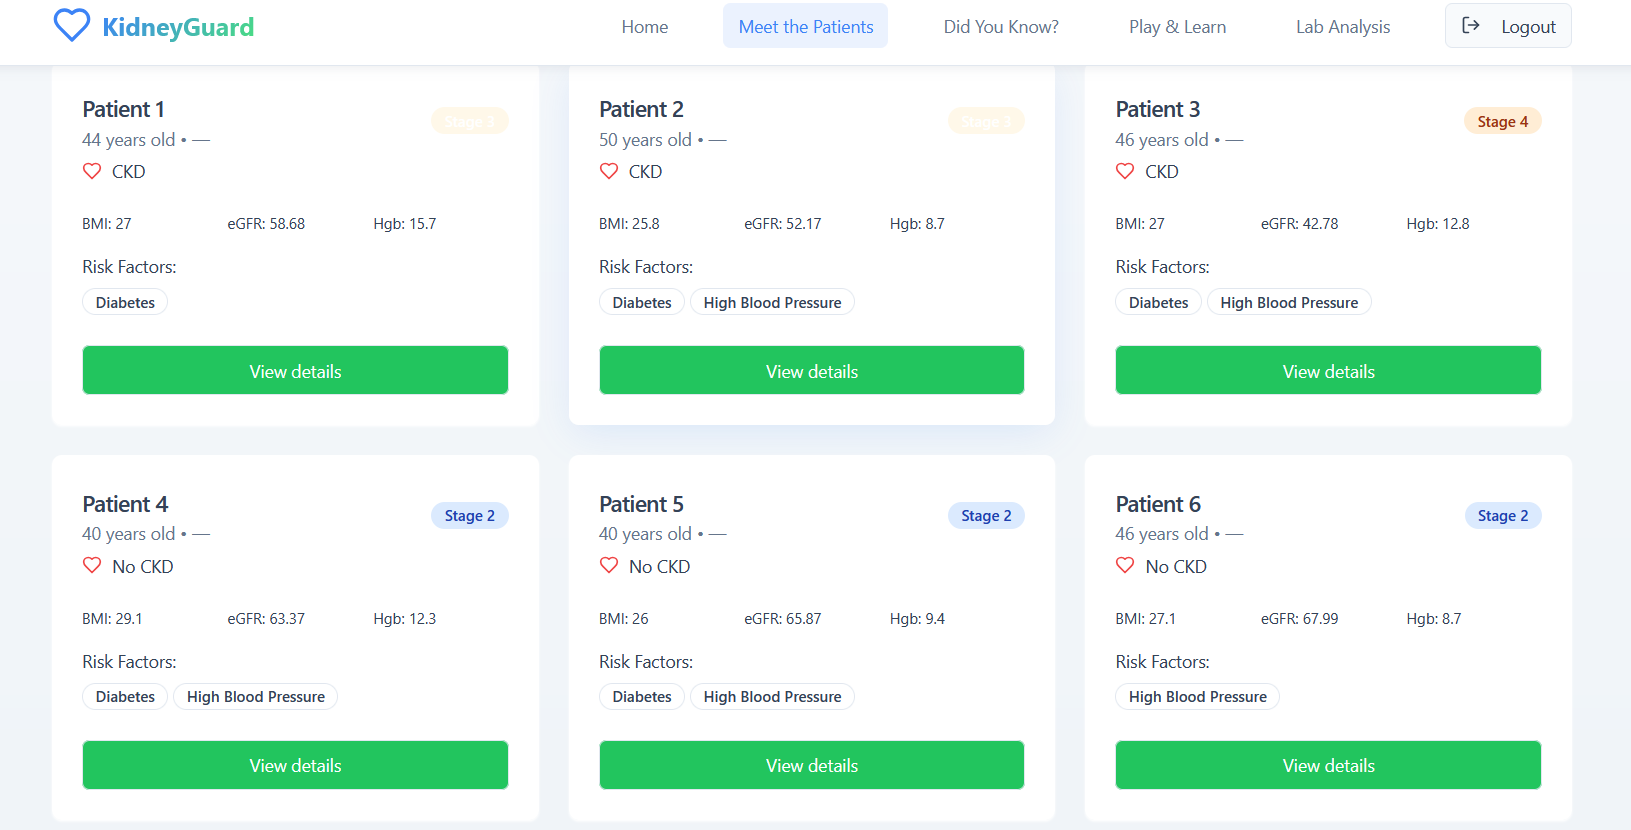 KidneyGuard
Home
Meet the Patients
Did You Know?
Play & Learn
Lab Analysis
Logout
Patient 1
Stage 3
44 years old • —
CKD
BMI: 27 eGFR: 58.68 Hgb: 15.7
Risk Factors:
Diabetes
View details
Patient 2
Stage 3
50 years old • —
CKD
BMI: 25.8 eGFR: 52.17 Hgb: 8.7
Risk Factors:
Diabetes High Blood Pressure
View details
Patient 3
Stage 4
46 years old • —
CKD
BMI: 27 eGFR: 42.78 Hgb: 12.8
Risk Factors:
Diabetes High Blood Pressure
View details
Patient 4
Stage 2
40 years old • —
No CKD
BMI: 29.1 eGFR: 63.37 Hgb: 12.3
Risk Factors:
Diabetes High Blood Pressure
View details
Patient 5
Stage 2
40 years old • —
No CKD
BMI: 26 eGFR: 65.87 Hgb: 9.4
Risk Factors:
Diabetes High Blood Pressure
View details
Patient 6
Stage 2
46 years old • —
No CKD
BMI: 27.1 eGFR: 67.99 Hgb: 8.7
Risk Factors:
High Blood Pressure
View details